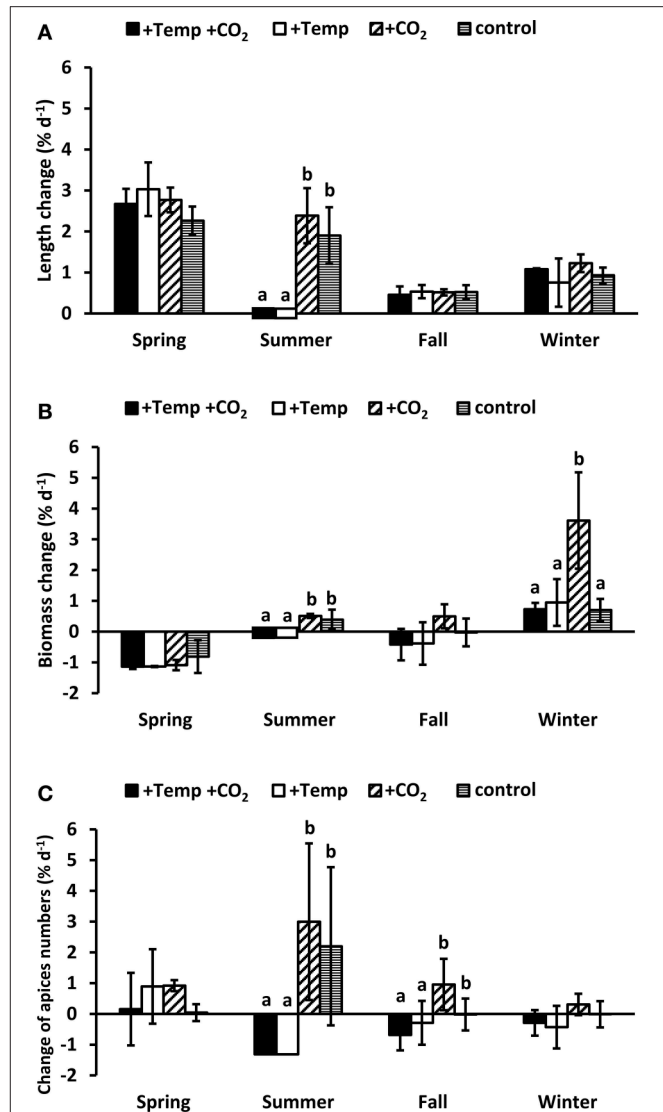 A
+Temp +CO₂ +Temp +CO₂ control
Length change (% d⁻¹)
6
5
4
3
2
1
0
a a b b
Spring Summer Fall Winter
B
+Temp +CO₂ +Temp +CO₂ control
Biomass change (% d⁻¹)
6
5
4
3
2
1
0
-1
-2
a a b b a a b a
Spring Summer Fall Winter
C
+Temp +CO₂ +Temp +CO₂ control
Change of apices numbers (% d⁻¹)
6
5
4
3
2
1
0
-1
-2
a a b b a a b b
Spring Summer Fall Winter